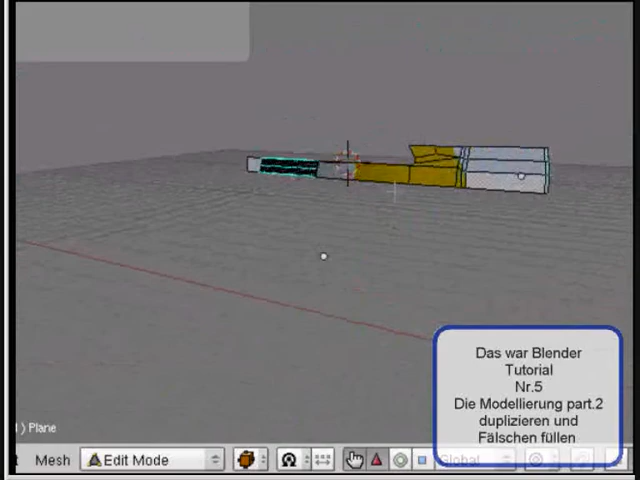 Das war Blender
Tutorial
Nr.5
Die Modellierung part.2
duplizieren und
Fälschen füllen
) Plane
Mesh
Edit Mode
Global